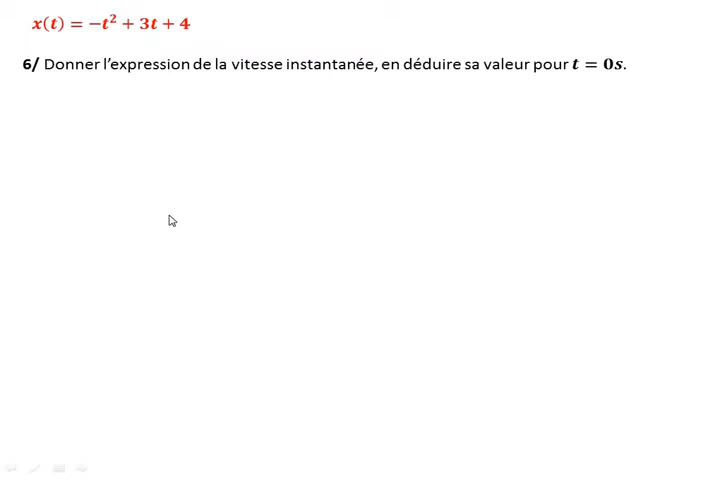 x(t) = −t² + 3t + 4
6/ Donner l’expression de la vitesse instantanée, en déduire sa valeur pour t = 0s.